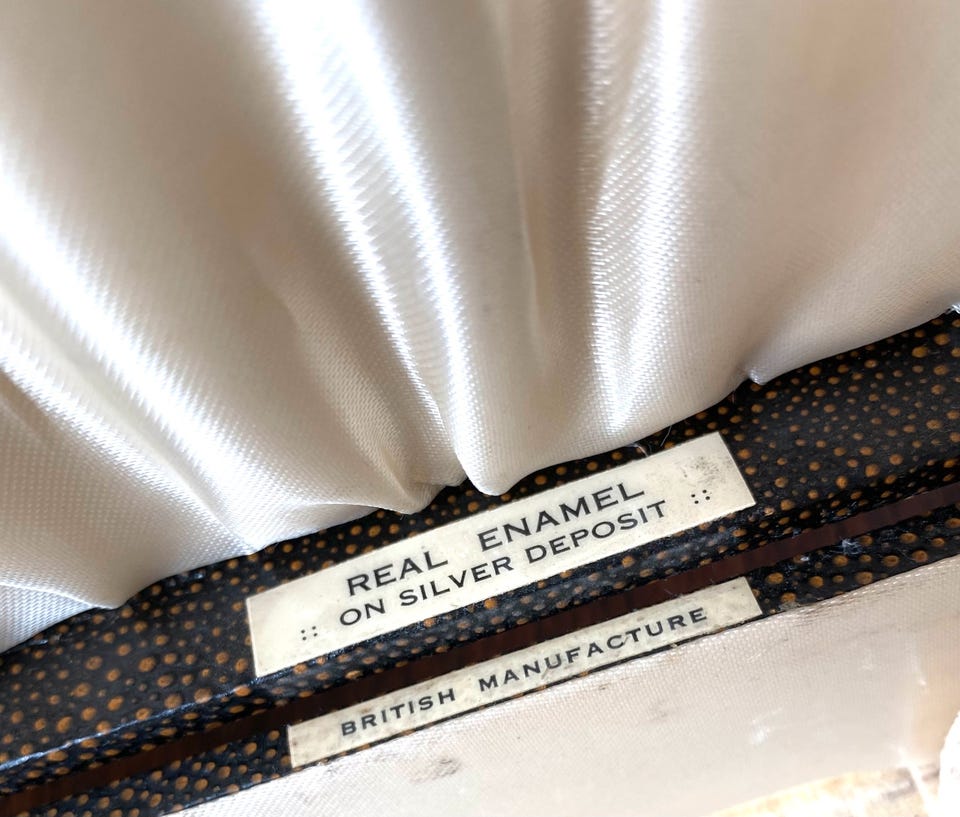 REAL ENAMEL
:: ON SILVER DEPOSIT ::
BRITISH MANUFACTURE